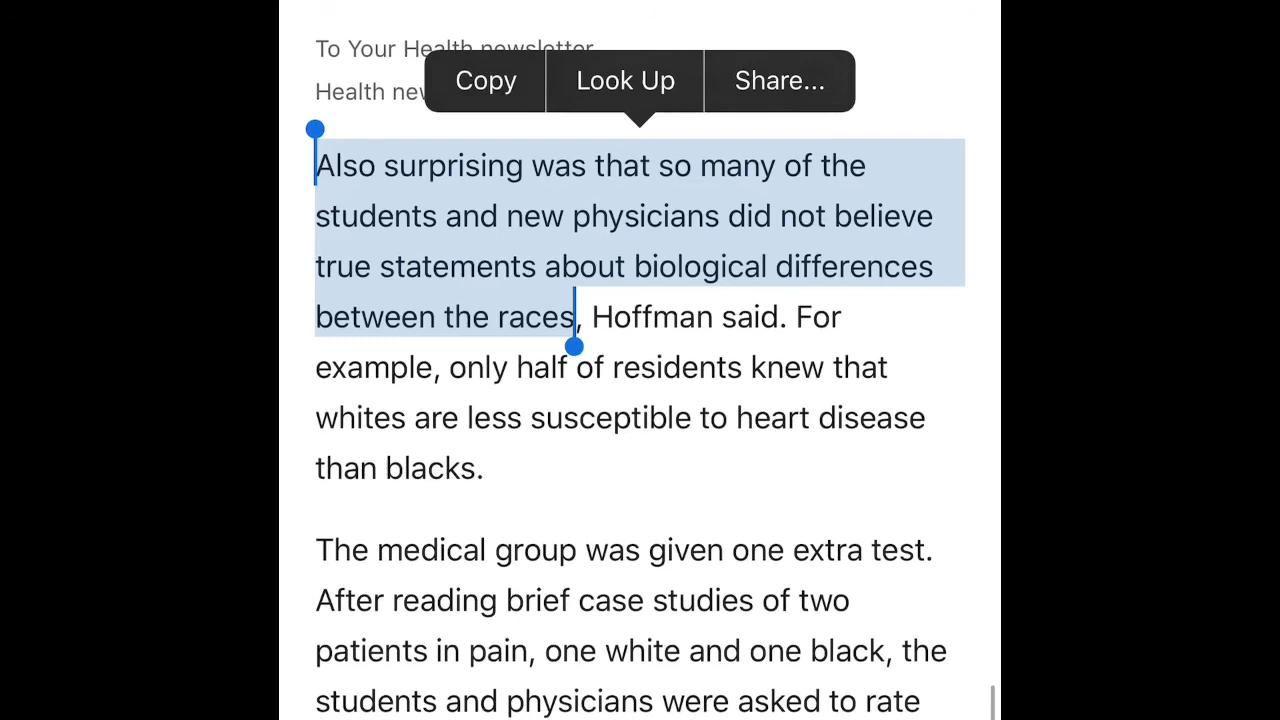 To Your Health newsletter
Copy
Look Up
Share...
Health
Also surprising was that so many of the
students and new physicians did not believe
true statements about biological differences
between the races, Hoffman said. For
example, only half of residents knew that
whites are less susceptible to heart disease
than blacks.
The medical group was given one extra test.
After reading brief case studies of two
patients in pain, one white and one black, the
students and physicians were asked to rate